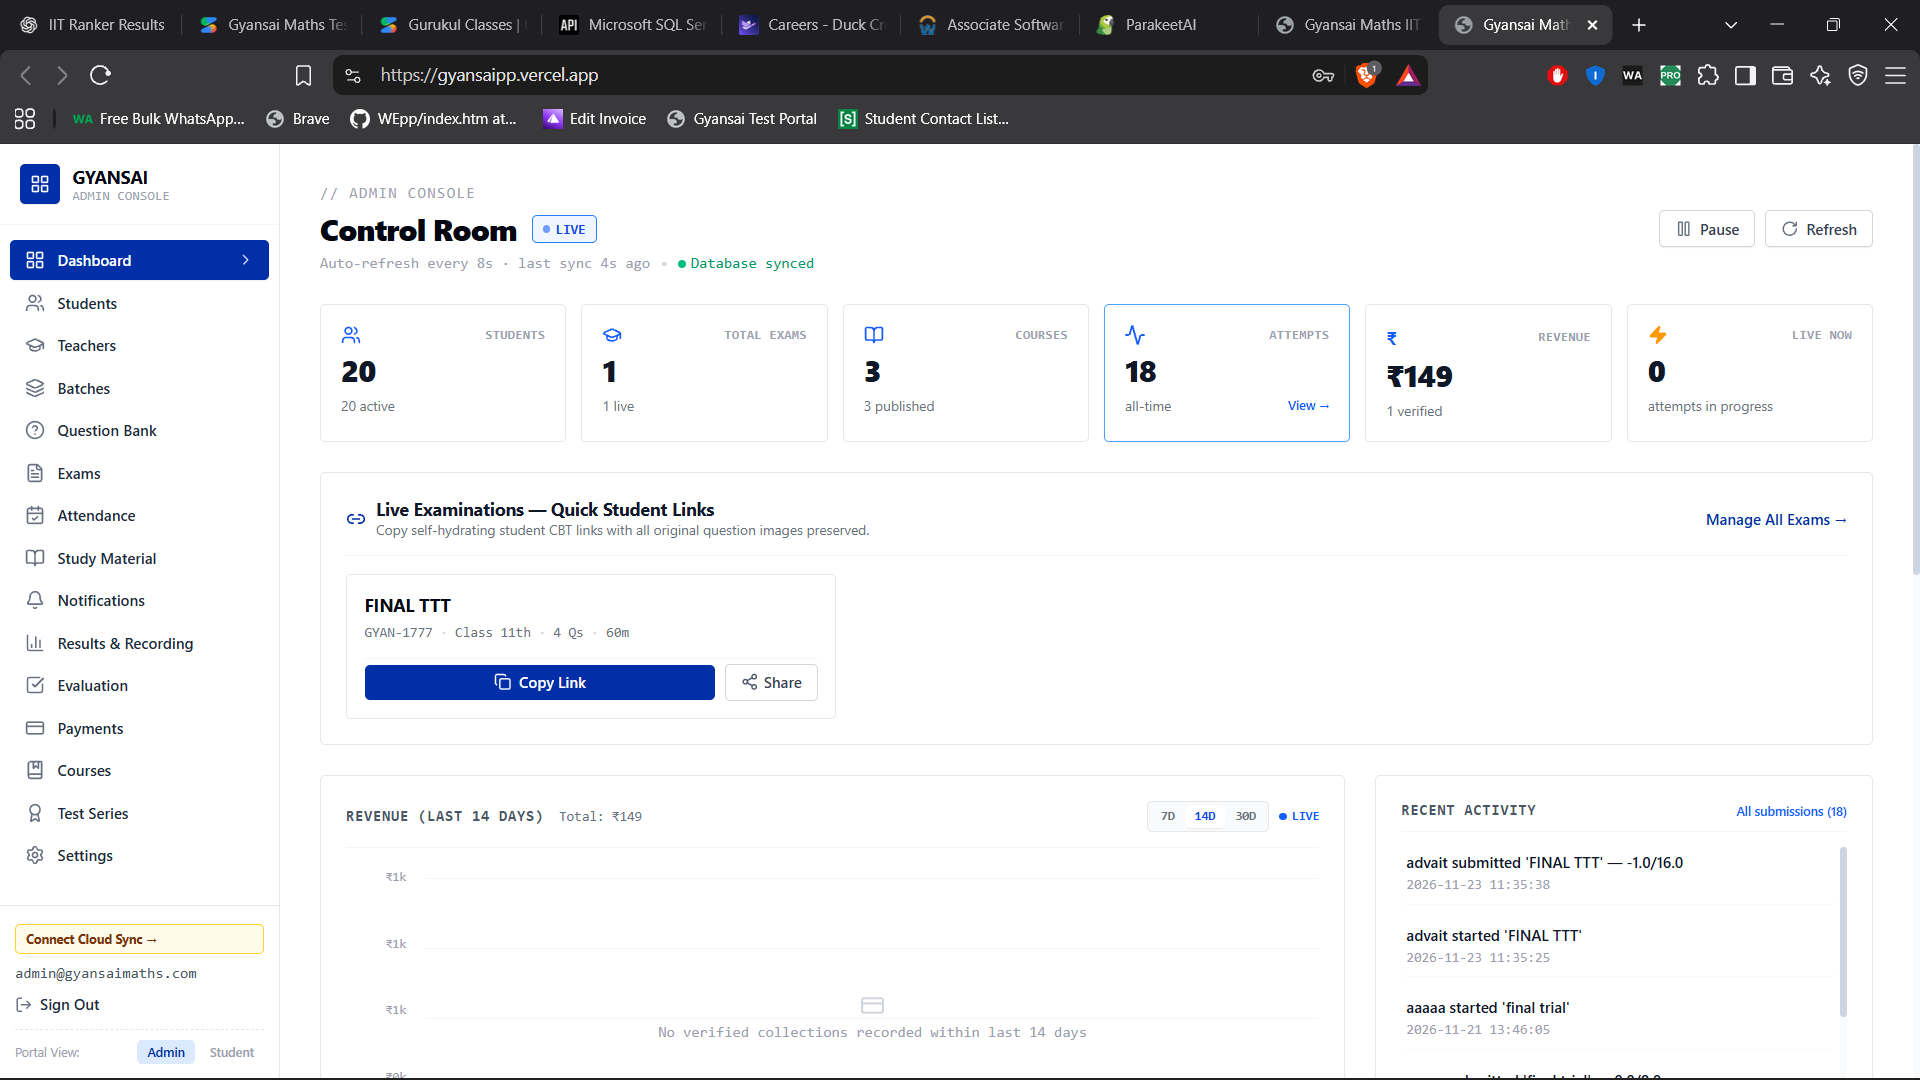 IIT Ranker Results
Gyansai Maths Tes
Gurukul Classes |
API Microsoft SQL Ser
Careers - Duck Cr
Associate Softwar
ParakeetAI
Gyansai Maths IIT
Gyansai Math
https://gyansaipp.vercel.app
1
WA
PRO
WA Free Bulk WhatsApp...
Brave
WEpp/index.htm at...
Edit Invoice
Gyansai Test Portal
[S] Student Contact List...
GYANSAI
ADMIN CONSOLE
Dashboard
Students
Teachers
Batches
Question Bank
Exams
Attendance
Study Material
Notifications
Results & Recording
Evaluation
Payments
Courses
Test Series
Settings
Connect Cloud Sync →
admin@gyansaimaths.com
Sign Out
Portal View: Admin Student
// ADMIN CONSOLE
Control Room LIVE
Auto-refresh every 8s · last sync 4s ago • Database synced
Pause
Refresh
STUDENTS
20
20 active
TOTAL EXAMS
1
1 live
COURSES
3
3 published
ATTEMPTS
18
all-time View →
₹ REVENUE
₹149
1 verified
LIVE NOW
0
attempts in progress
Live Examinations — Quick Student Links
Copy self-hydrating student CBT links with all original question images preserved.
Manage All Exams →
FINAL TTT
GYAN-1777 · Class 11th · 4 Qs · 60m
Copy Link
Share
REVENUE (LAST 14 DAYS) Total: ₹149
7D 14D 30D LIVE
₹1k
₹1k
₹1k
No verified collections recorded within last 14 days
₹0k
RECENT ACTIVITY
All submissions (18)
advait submitted 'FINAL TTT' — -1.0/16.0
2026-11-23 11:35:38
advait started 'FINAL TTT'
2026-11-23 11:35:25
aaaaa started 'final trial'
2026-11-21 13:46:05